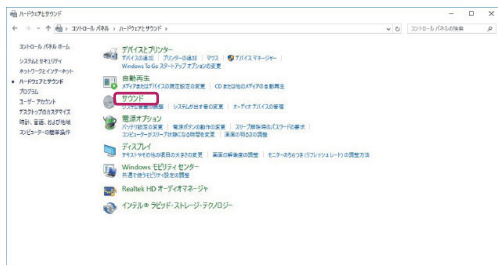 ハードウェアとサウンド
コントロール パネル › ハードウェアとサウンド
コントロール パネルの検索
コントロール パネル ホーム
システムとセキュリティ
ネットワークとインターネット
ハードウェアとサウンド
プログラム
ユーザー アカウント
デスクトップのカスタマイズ
時計、言語、および地域
コンピューターの簡単操作
デバイスとプリンター
デバイスの追加 | プリンターの追加 | マウス | デバイス マネージャー
Windows To Go スタートアップ オプションの変更
自動再生
メディアまたはデバイスの既定設定の変更 | CD または他のメディアの自動再生
サウンド
システム音量の調整 | システムが出す音の変更 | オーディオ デバイスの管理
電源オプション
バッテリ設定の変更 | 電源ボタンの動作の変更 | スリープ解除時のパスワードの要求
コンピューターがスリープ状態になる時間を変更 | 画面の明るさの調整
ディスプレイ
テキストやその他の項目の大きさの変更 | 画面の解像度の調整 | モニターのちらつき (リフレッシュ レート) の調整方法
Windows モビリティ センター
共通で使うモビリティ設定の調整
Realtek HD オーディオマネージャ
インテル® ラピッド・ストレージ・テクノロジー